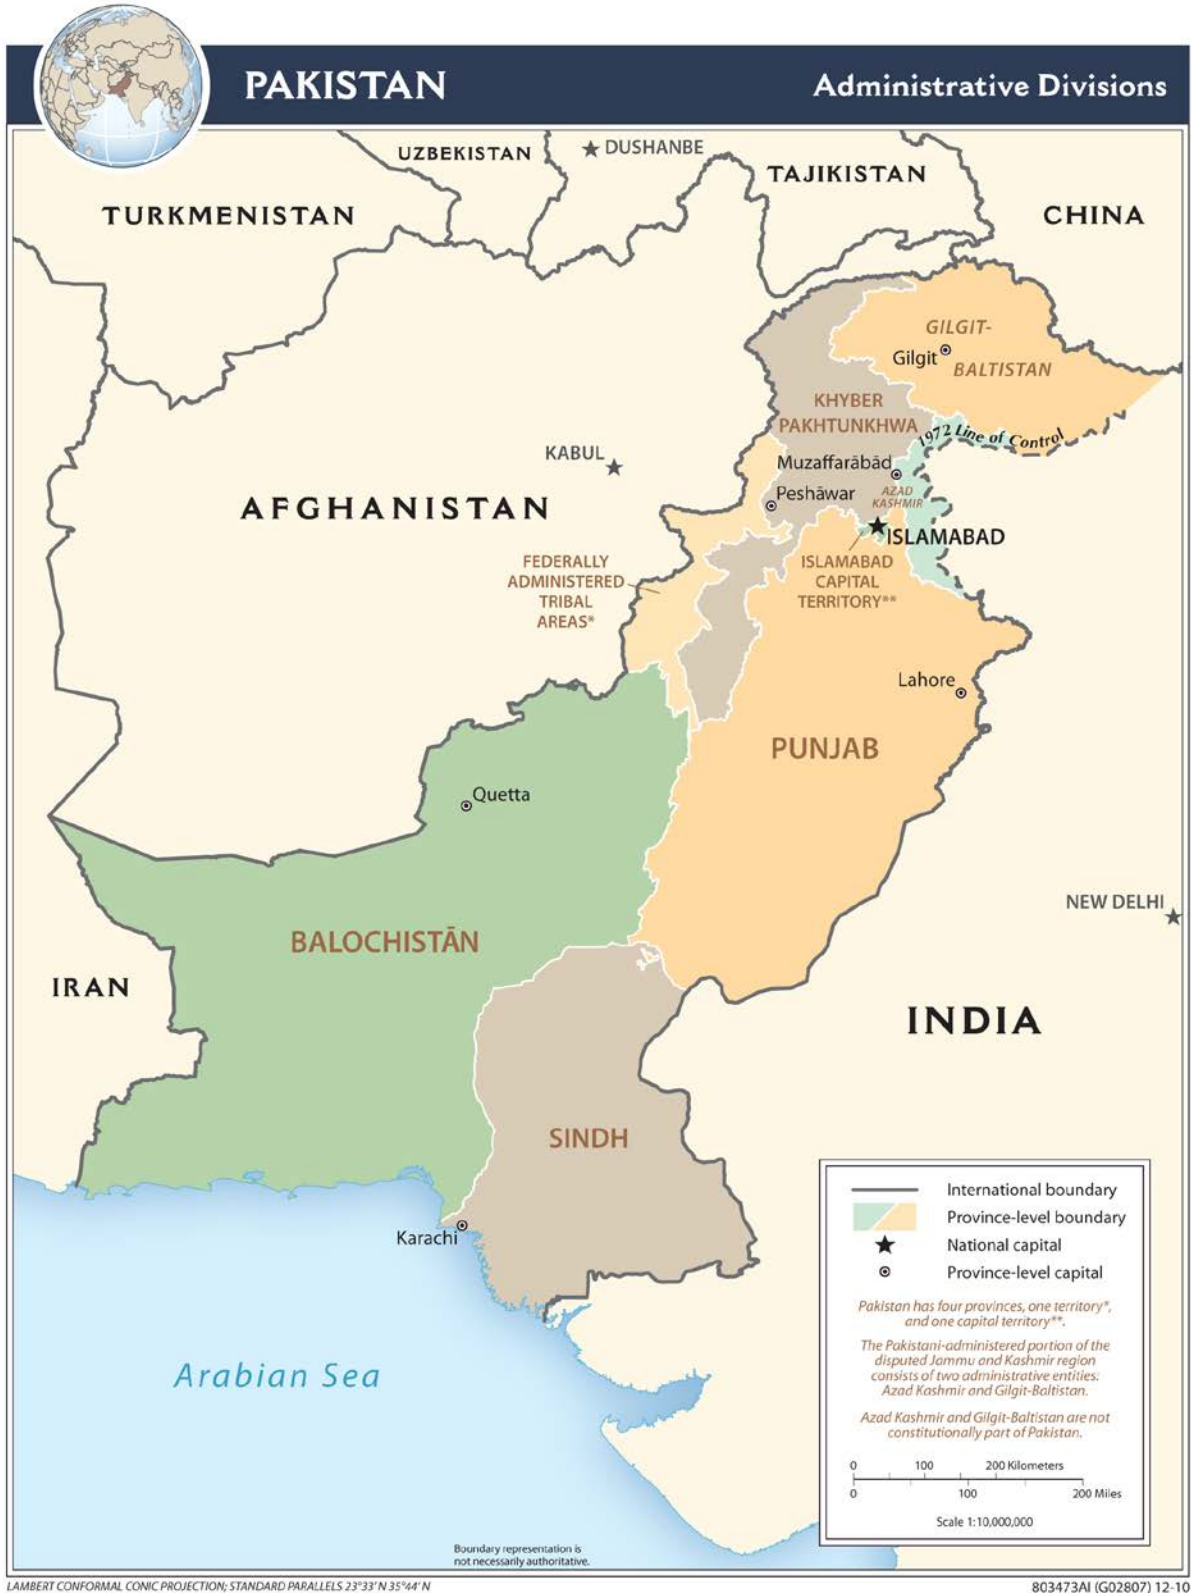 PAKISTAN
Administrative Divisions
UZBEKISTAN
DUSHANBE
TAJIKISTAN
TURKMENISTAN
CHINA
GILGIT-
Gilgit
BALTISTAN
KHYBER
PAKHTUNKHWA
1972 Line of Control
KABUL
Muzaffarābād
Peshāwar
AZAD
KASHMIR
AFGHANISTAN
ISLAMABAD
FEDERALLY
ADMINISTERED
TRIBAL
AREAS*
ISLAMABAD
CAPITAL
TERRITORY**
Lahore
PUNJAB
Quetta
NEW DELHI
BALOCHISTĀN
IRAN
INDIA
SINDH
Karachi
Arabian Sea
International boundary
Province-level boundary
National capital
Province-level capital
Pakistan has four provinces, one territory*,
and one capital territory**.
The Pakistani-administered portion of the
disputed Jammu and Kashmir region
consists of two administrative entities:
Azad Kashmir and Gilgit-Baltistan.
Azad Kashmir and Gilgit-Baltistan are not
constitutionally part of Pakistan.
0 100 200 Kilometers
0 100 200 Miles
Scale 1:10,000,000
Boundary representation is
not necessarily authoritative.
LAMBERT CONFORMAL CONIC PROJECTION; STANDARD PARALLELS 23°33' N 35°44' N
803473AI (G02807) 12-10